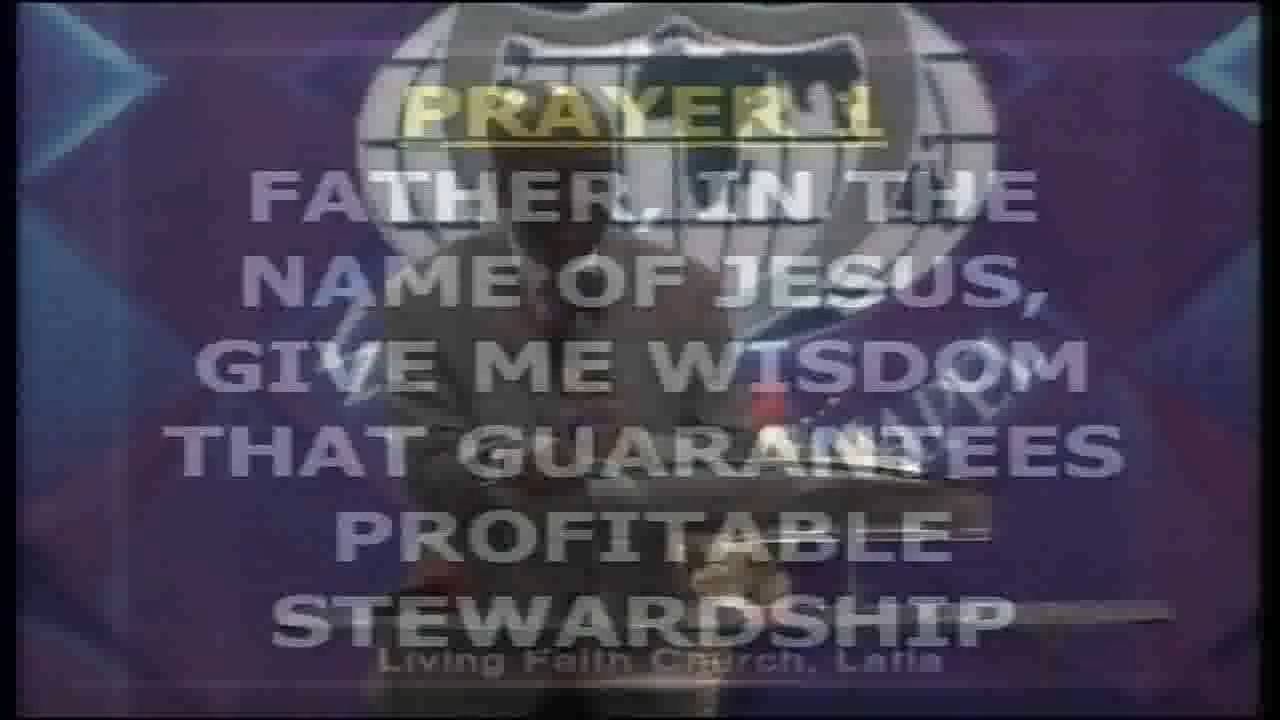 PRAYER 1
FATHER, IN THE
NAME OF JESUS,
GIVE ME WISDOM
THAT GUARANTEES
PROFITABLE
STEWARDSHIP
Living Faith Church, Lafia